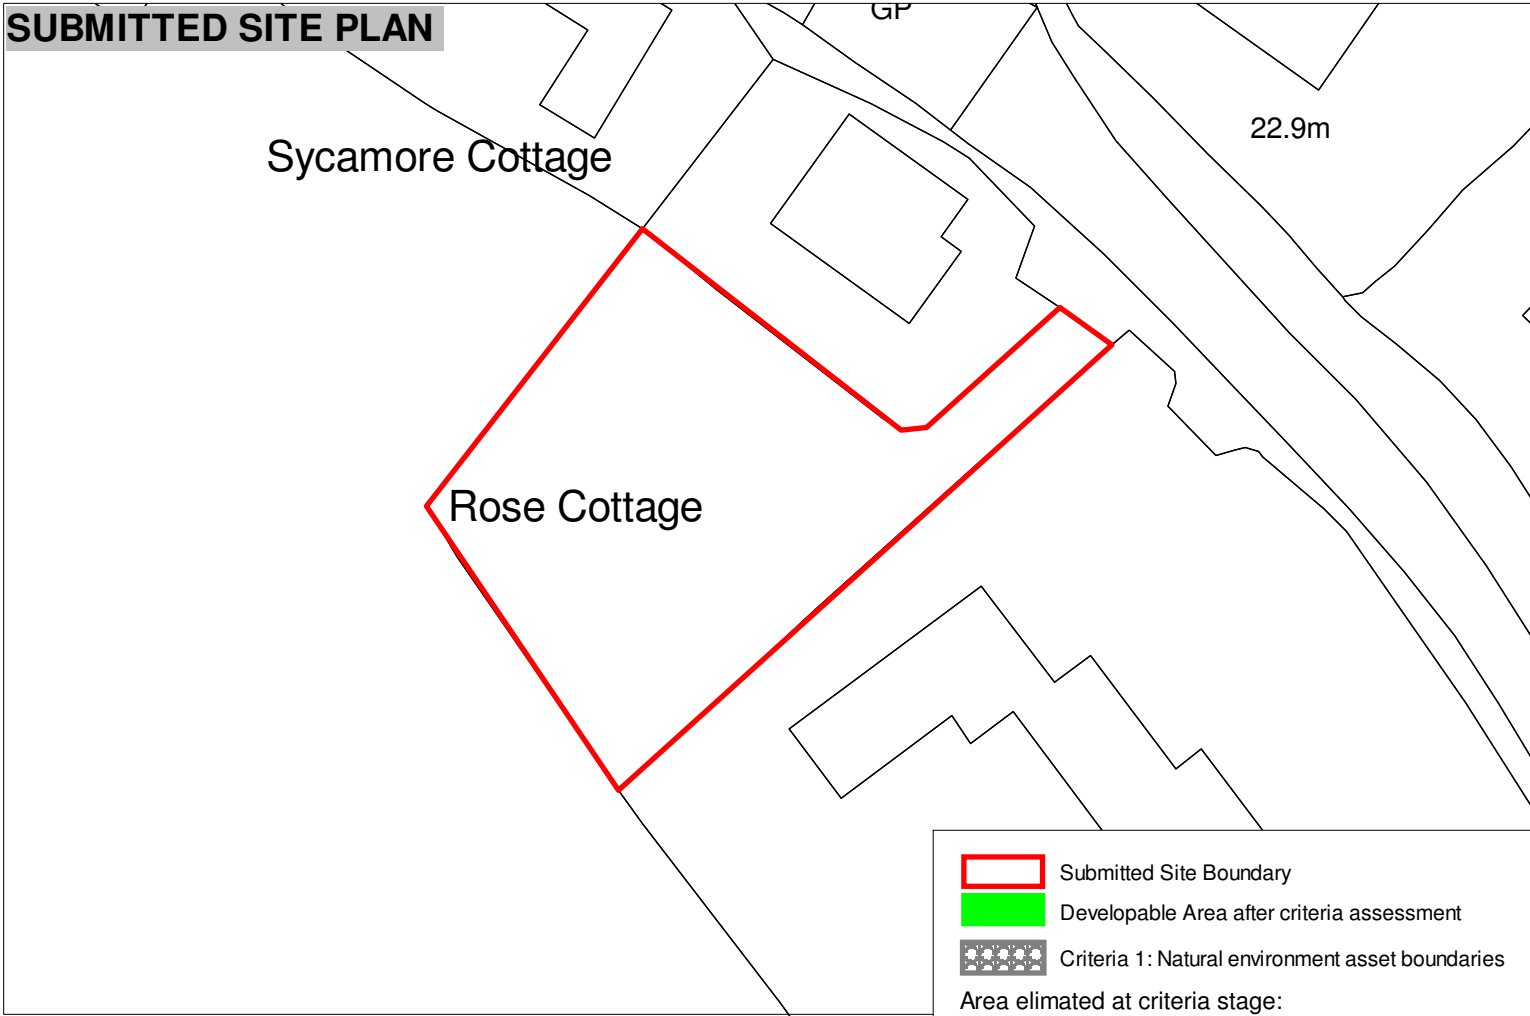 SUBMITTED SITE PLAN
GP
22.9m
Sycamore Cottage
Rose Cottage
Submitted Site Boundary
Developable Area after criteria assessment
Criteria 1: Natural environment asset boundaries
Area elimated at criteria stage: